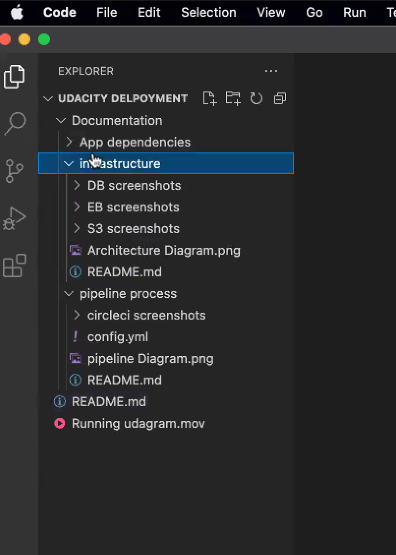 Code File Edit Selection View Go Run
EXPLORER ...
UDACITY DELPOYMENT
Documentation
App dependencies
infrastructure
DB screenshots
EB screenshots
S3 screenshots
Architecture Diagram.png
README.md
pipeline process
circleci screenshots
! config.yml
pipeline Diagram.png
README.md
README.md
Running udagram.mov